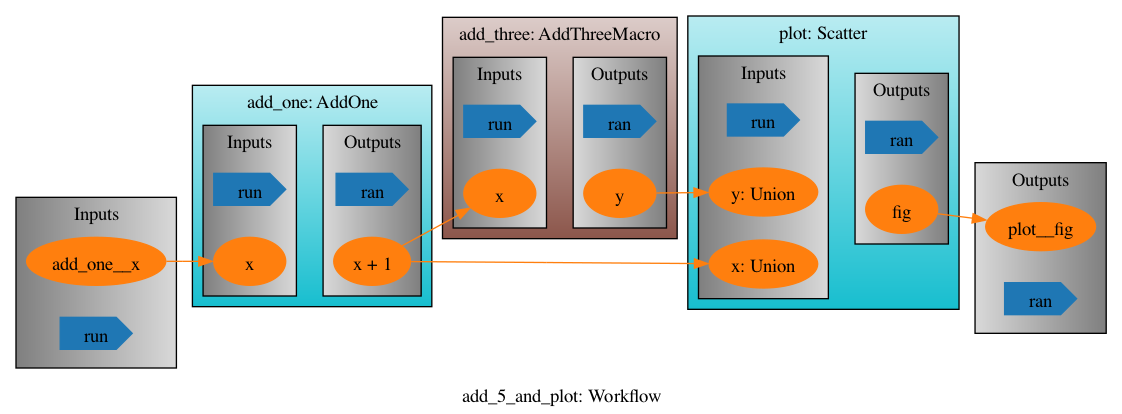 Inputs
add_one__x
run
add_one: AddOne
Inputs
run
x
Outputs
ran
x + 1
add_three: AddThreeMacro
Inputs
run
x
Outputs
ran
y
plot: Scatter
Inputs
run
y: Union
x: Union
Outputs
ran
fig
Outputs
plot__fig
ran
add_5_and_plot: Workflow